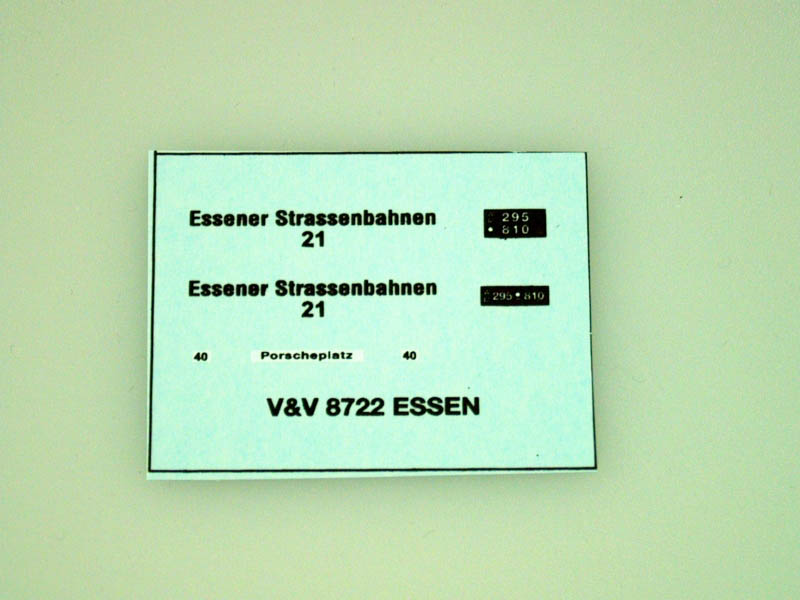 Essener Strassenbahnen
21
295
810
Essener Strassenbahnen
21
295 • 810
40 Porscheplatz 40
V&V 8722 ESSEN